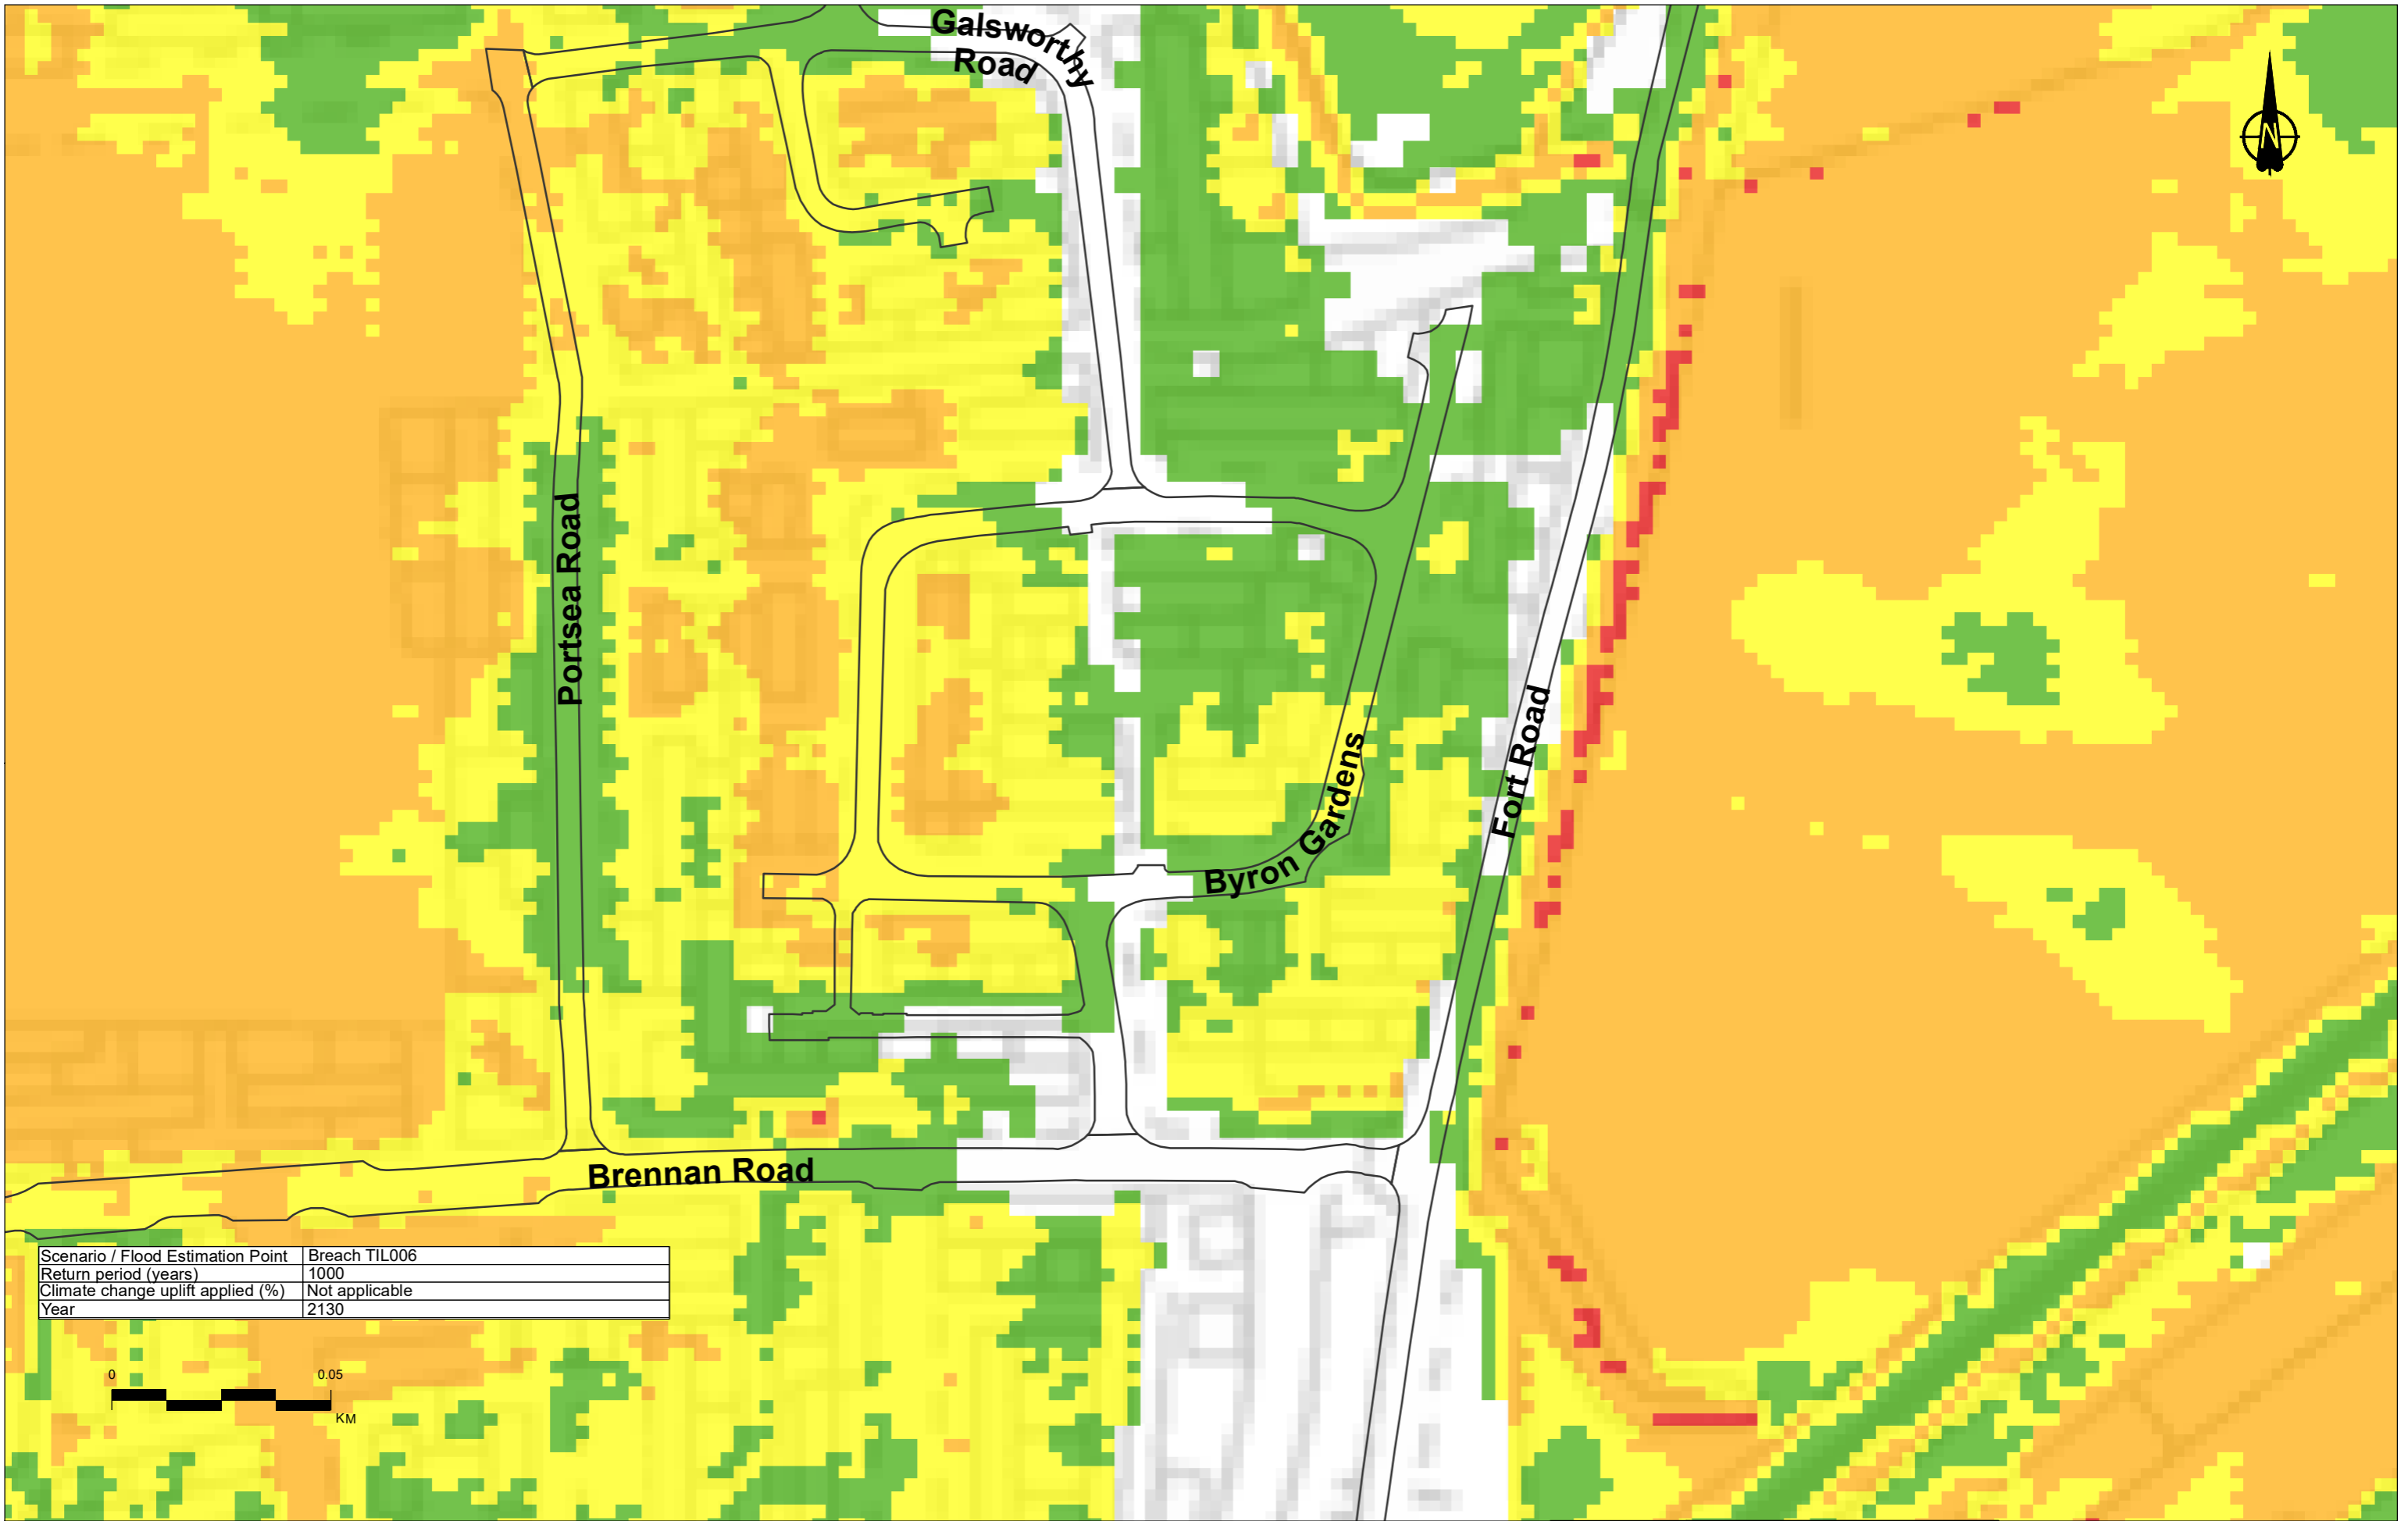 Galsworthy
Road
N
Portsea Road
Fort Road
Byron Gardens
Brennan Road
Scenario / Flood Estimation Point Breach TIL006
Return period (years) 1000
Climate change uplift applied (%) Not applicable
Year 2130
0 0.05
KM